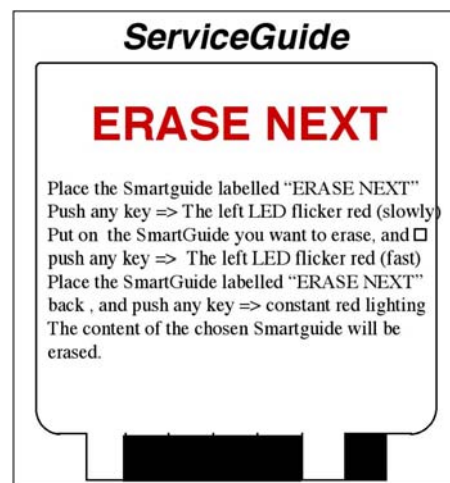 ServiceGuide
ERASE NEXT
Place the Smartguide labelled “ERASE NEXT”
Push any key => The left LED flicker red (slowly)
Put on the SmartGuide you want to erase, and □
push any key => The left LED flicker red (fast)
Place the SmartGuide labelled “ERASE NEXT”
back , and push any key => constant red lighting
The content of the chosen Smartguide will be
erased.